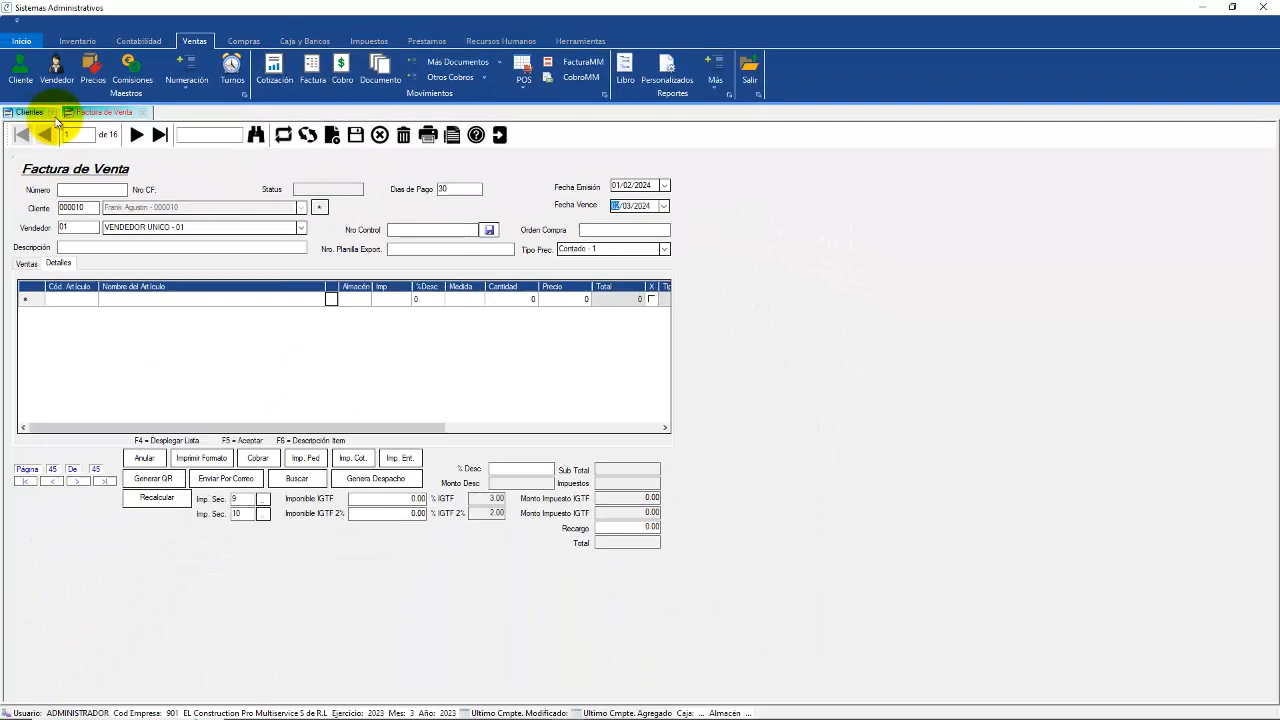 Sistemas Administrativos
Inicio Inventario Contabilidad Ventas Compras Caja y Bancos Impuestos Préstamos Recursos Humanos Herramientas
Cliente Vendedor Precios Comisiones Numeración Turnos Cotización Factura Cobro Documento Más Documentos Otros Cobros POS FacturaMM CobroMM Libro Personalizados Más Salir
Maestros Movimientos Reportes
Clientes Factura de Venta
1 de 16
Factura de Venta
Número Nro CF: Status Dias de Pago 30 Fecha Emisión 01/02/2024
Cliente 000010 Frank Agustin - 000010 * Fecha Vence 02/03/2024
Vendedor 01 VENDEDOR UNICO - 01 Nro Control Orden Compra
Descripción Nro. Planilla Export. Tipo Prec. Contado - 1
Ventas Detalles
Cód. Artículo Nombre del Artículo Almacén Imp %Desc Medida Cantidad Precio Total X
* 0 0 0 0
F4 = Desplegar Lista F5 = Aceptar F6 = Descripción Item
Anular Imprimir Formato Cobrar Imp. Ped Imp. Cot. Imp. Ent.
Página 45 De 45 % Desc Sub Total
|< < > >| Generar QR Enviar Por Correo Buscar Genera Despacho Monto Desc Impuestos
Recalcular Imp. Sec. 9 .. Imponible IGTF 0.00 % IGTF 3.00 Monto Impuesto IGTF 0.00
Imp. Sec. 10 .. Imponible IGTF 2% 0.00 % IGTF 2% 2.00 Monto Impuesto IGTF 0.00
Recargo 0.00
Total
Usuario: ADMINISTRADOR Cod Empresa: 901 EL Construction Pro Multiservice S de R.L Ejercicio: 2023 Mes: 3 Año: 2023 Ultimo Cmpte. Modificado: Ultimo Cmpte. Agregado Caja: ... Almacén ...